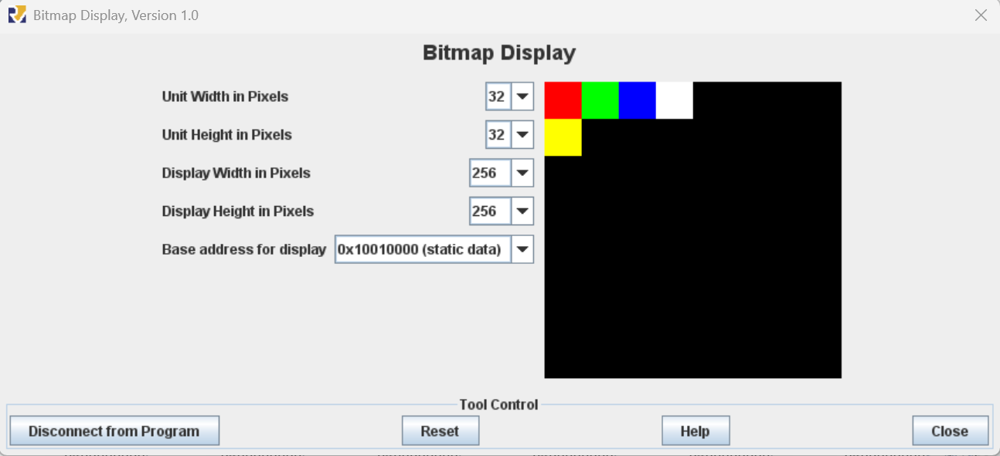 Bitmap Display, Version 1.0
Bitmap Display
Unit Width in Pixels 32
Unit Height in Pixels 32
Display Width in Pixels 256
Display Height in Pixels 256
Base address for display 0x10010000 (static data)
Tool Control
Disconnect from Program Reset Help Close